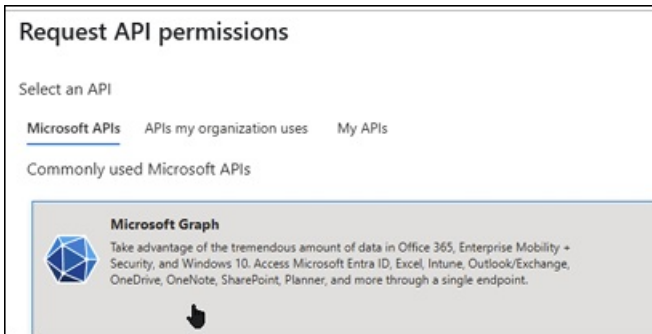 Request API permissions
Select an API
Microsoft APIs APIs my organization uses My APIs
Commonly used Microsoft APIs
Microsoft Graph
Take advantage of the tremendous amount of data in Office 365, Enterprise Mobility +
Security, and Windows 10. Access Microsoft Entra ID, Excel, Intune, Outlook/Exchange,
OneDrive, OneNote, SharePoint, Planner, and more through a single endpoint.